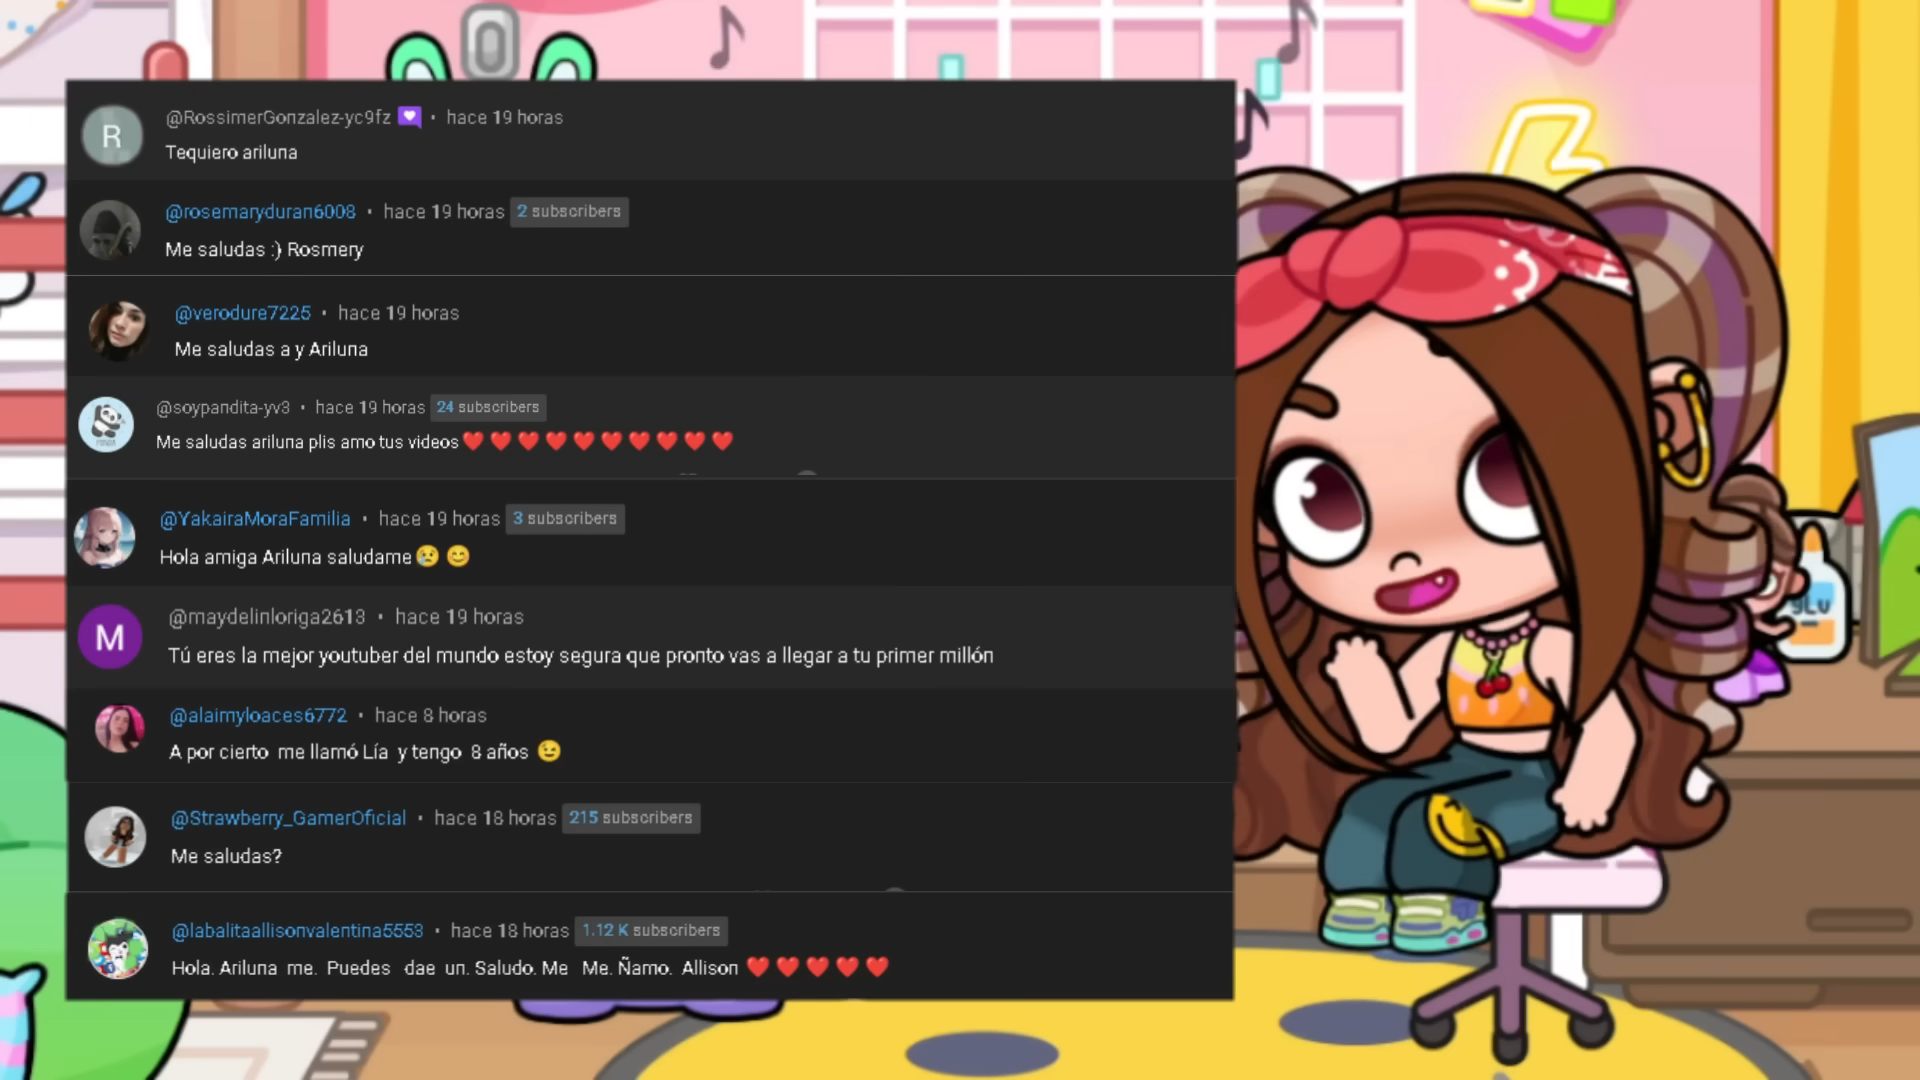 R
@RossimerGonzalez-yc9fz • hace 19 horas
Tequiero ariluna
@rosemaryduran6008 • hace 19 horas 2 subscribers
Me saludas :) Rosmery
@verodure7225 • hace 19 horas
Me saludas a y Ariluna
@soypandita-yv3 • hace 19 horas 24 subscribers
Me saludas ariluna plis amo tus videos❤️❤️❤️❤️❤️❤️❤️❤️❤️❤️
@YakairaMoraFamilia • hace 19 horas 3 subscribers
Hola amiga Ariluna saludame😢 😊
M
@maydelinloriga2613 • hace 19 horas
Tú eres la mejor youtuber del mundo estoy segura que pronto vas a llegar a tu primer millón
@alaimyloaces6772 • hace 8 horas
A por cierto me llamó Lía y tengo 8 años 😉
@Strawberry_GamerOficial • hace 18 horas 215 subscribers
Me saludas?
@labalitaallisonvalentina5553 • hace 18 horas 1.12 K subscribers
Hola. Ariluna me. Puedes dae un. Saludo. Me Me. Ñamo. Allison ❤️❤️❤️❤️❤️
gLu